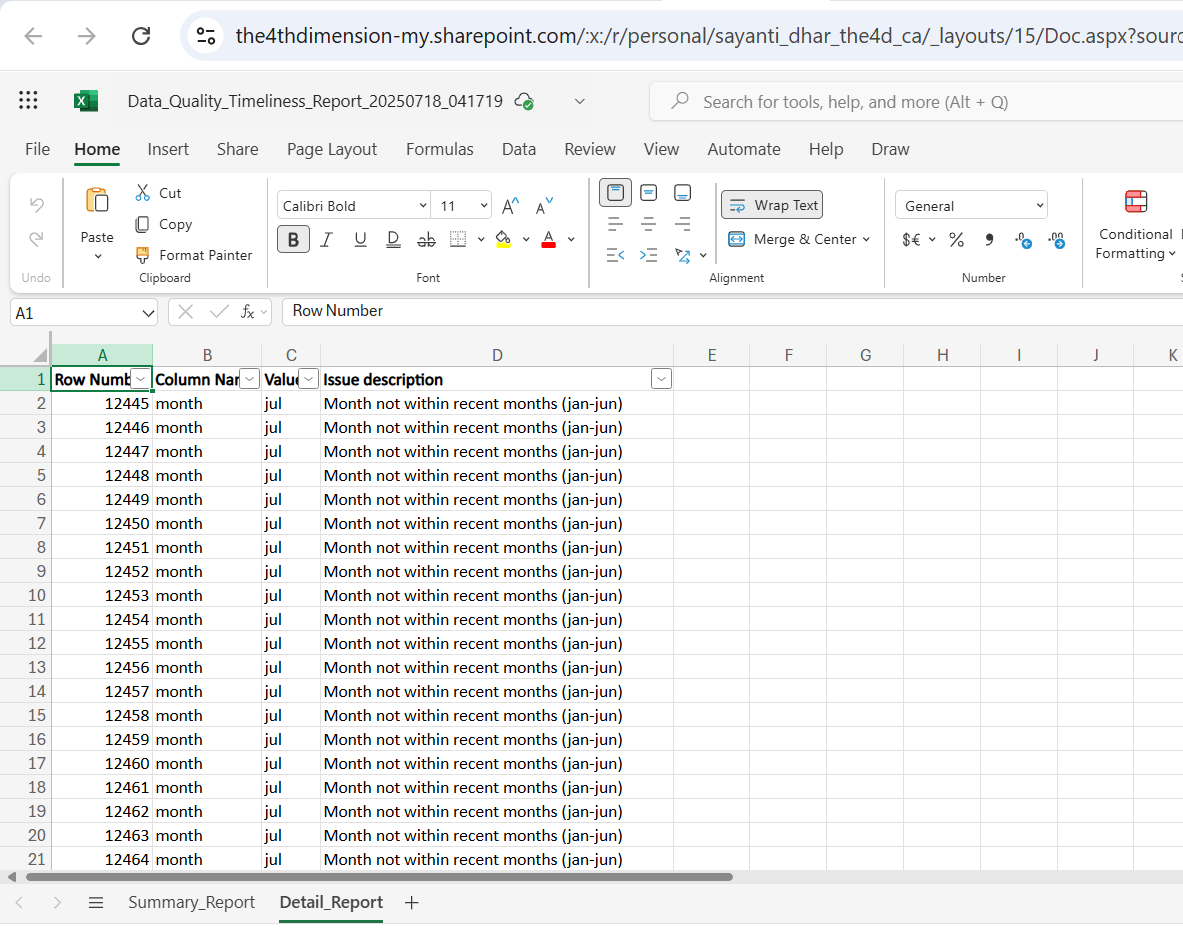 the4thdimension-my.sharepoint.com/:x:/r/personal/sayanti_dhar_the4d_ca/_layouts/15/Doc.aspx?sourc
Data_Quality_Timeliness_Report_20250718_041719
Search for tools, help, and more (Alt + Q)
File Home Insert Share Page Layout Formulas Data Review View Automate Help Draw
Cut
Calibri Bold 11 A^ A˅ Wrap Text General
Copy
Paste B I U D ab A Merge & Center $€ % 9 Conditional
Format Painter Formatting
Undo Clipboard Font Alignment Number
A1 fx Row Number
A B C D E F G H I J K
1 Row Numb Column Nar Value Issue description
2 12445 month jul Month not within recent months (jan-jun)
3 12446 month jul Month not within recent months (jan-jun)
4 12447 month jul Month not within recent months (jan-jun)
5 12448 month jul Month not within recent months (jan-jun)
6 12449 month jul Month not within recent months (jan-jun)
7 12450 month jul Month not within recent months (jan-jun)
8 12451 month jul Month not within recent months (jan-jun)
9 12452 month jul Month not within recent months (jan-jun)
10 12453 month jul Month not within recent months (jan-jun)
11 12454 month jul Month not within recent months (jan-jun)
12 12455 month jul Month not within recent months (jan-jun)
13 12456 month jul Month not within recent months (jan-jun)
14 12457 month jul Month not within recent months (jan-jun)
15 12458 month jul Month not within recent months (jan-jun)
16 12459 month jul Month not within recent months (jan-jun)
17 12460 month jul Month not within recent months (jan-jun)
18 12461 month jul Month not within recent months (jan-jun)
19 12462 month jul Month not within recent months (jan-jun)
20 12463 month jul Month not within recent months (jan-jun)
21 12464 month jul Month not within recent months (jan-jun)
Summary_Report Detail_Report +